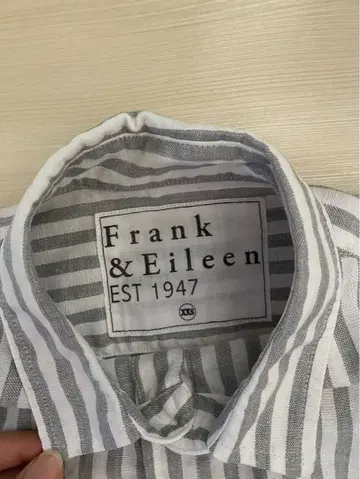 Frank
& Eileen
EST 1947
XXS